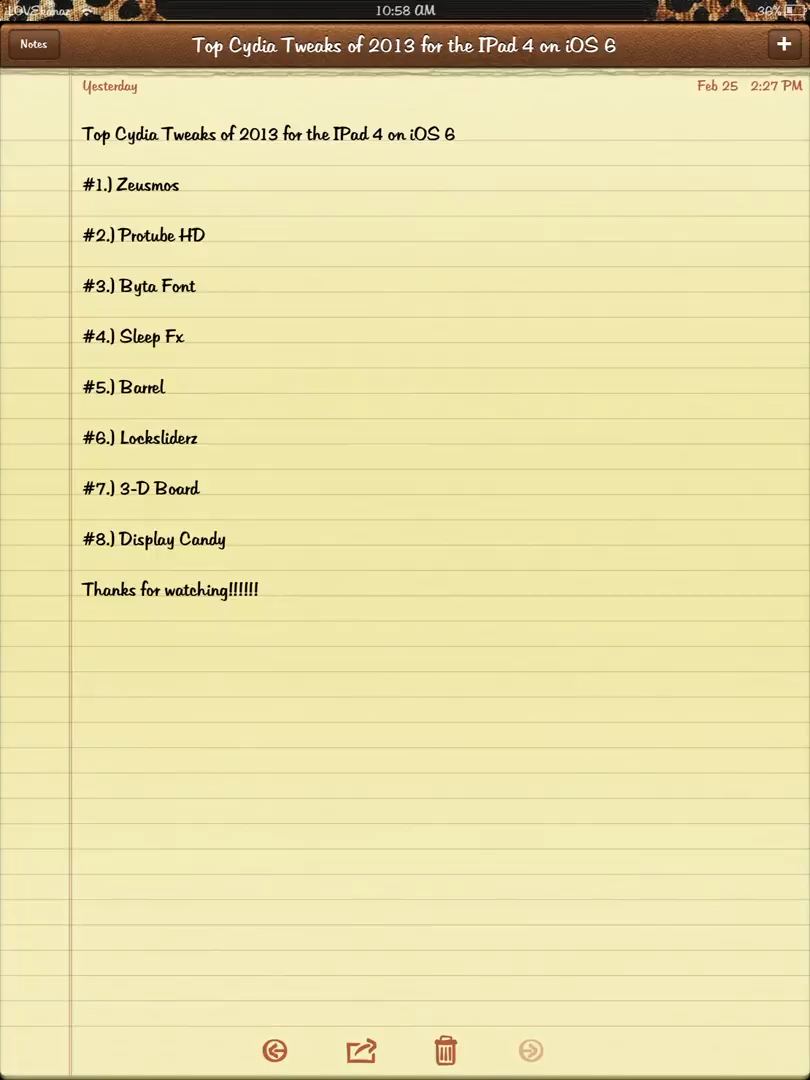 10:58 AM
36%
Notes
Top Cydia Tweaks of 2013 for the IPad 4 on iOS 6
+
Yesterday
Feb 25 2:27 PM
Top Cydia Tweaks of 2013 for the IPad 4 on iOS 6
#1.) Zeusmos
#2.) Protube HD
#3.) Byta Font
#4.) Sleep Fx
#5.) Barrel
#6.) Locksliderz
#7.) 3-D Board
#8.) Display Candy
Thanks for watching!!!!!!